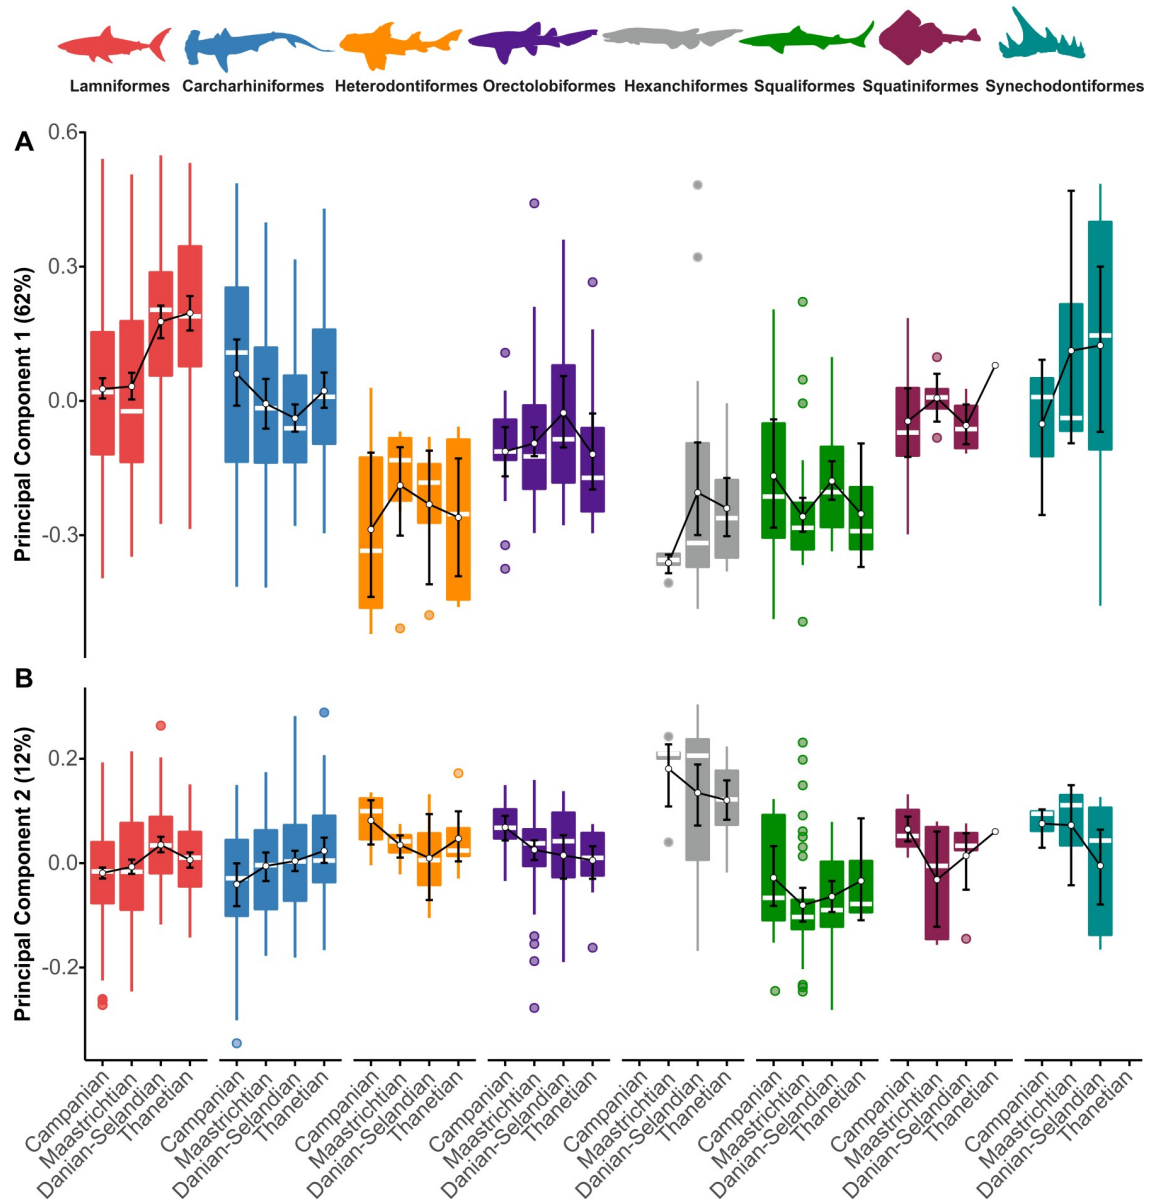 Lamniformes Carcharhiniformes Heterodontiformes Orectolobiformes Hexanchiformes Squaliformes Squatiniformes Synechodontiformes
A
0.6
0.3
0.0
-0.3
Principal Component 1 (62%)
B
0.2
0.0
-0.2
Principal Component 2 (12%)
Campanian
Maastrichtian
Danian-Selandian
Thanetian
Campanian
Maastrichtian
Danian-Selandian
Thanetian
Campanian
Maastrichtian
Danian-Selandian
Thanetian
Campanian
Maastrichtian
Danian-Selandian
Thanetian
Campanian
Maastrichtian
Danian-Selandian
Thanetian
Campanian
Maastrichtian
Danian-Selandian
Thanetian
Campanian
Maastrichtian
Danian-Selandian
Thanetian
Campanian
Maastrichtian
Danian-Selandian
Thanetian